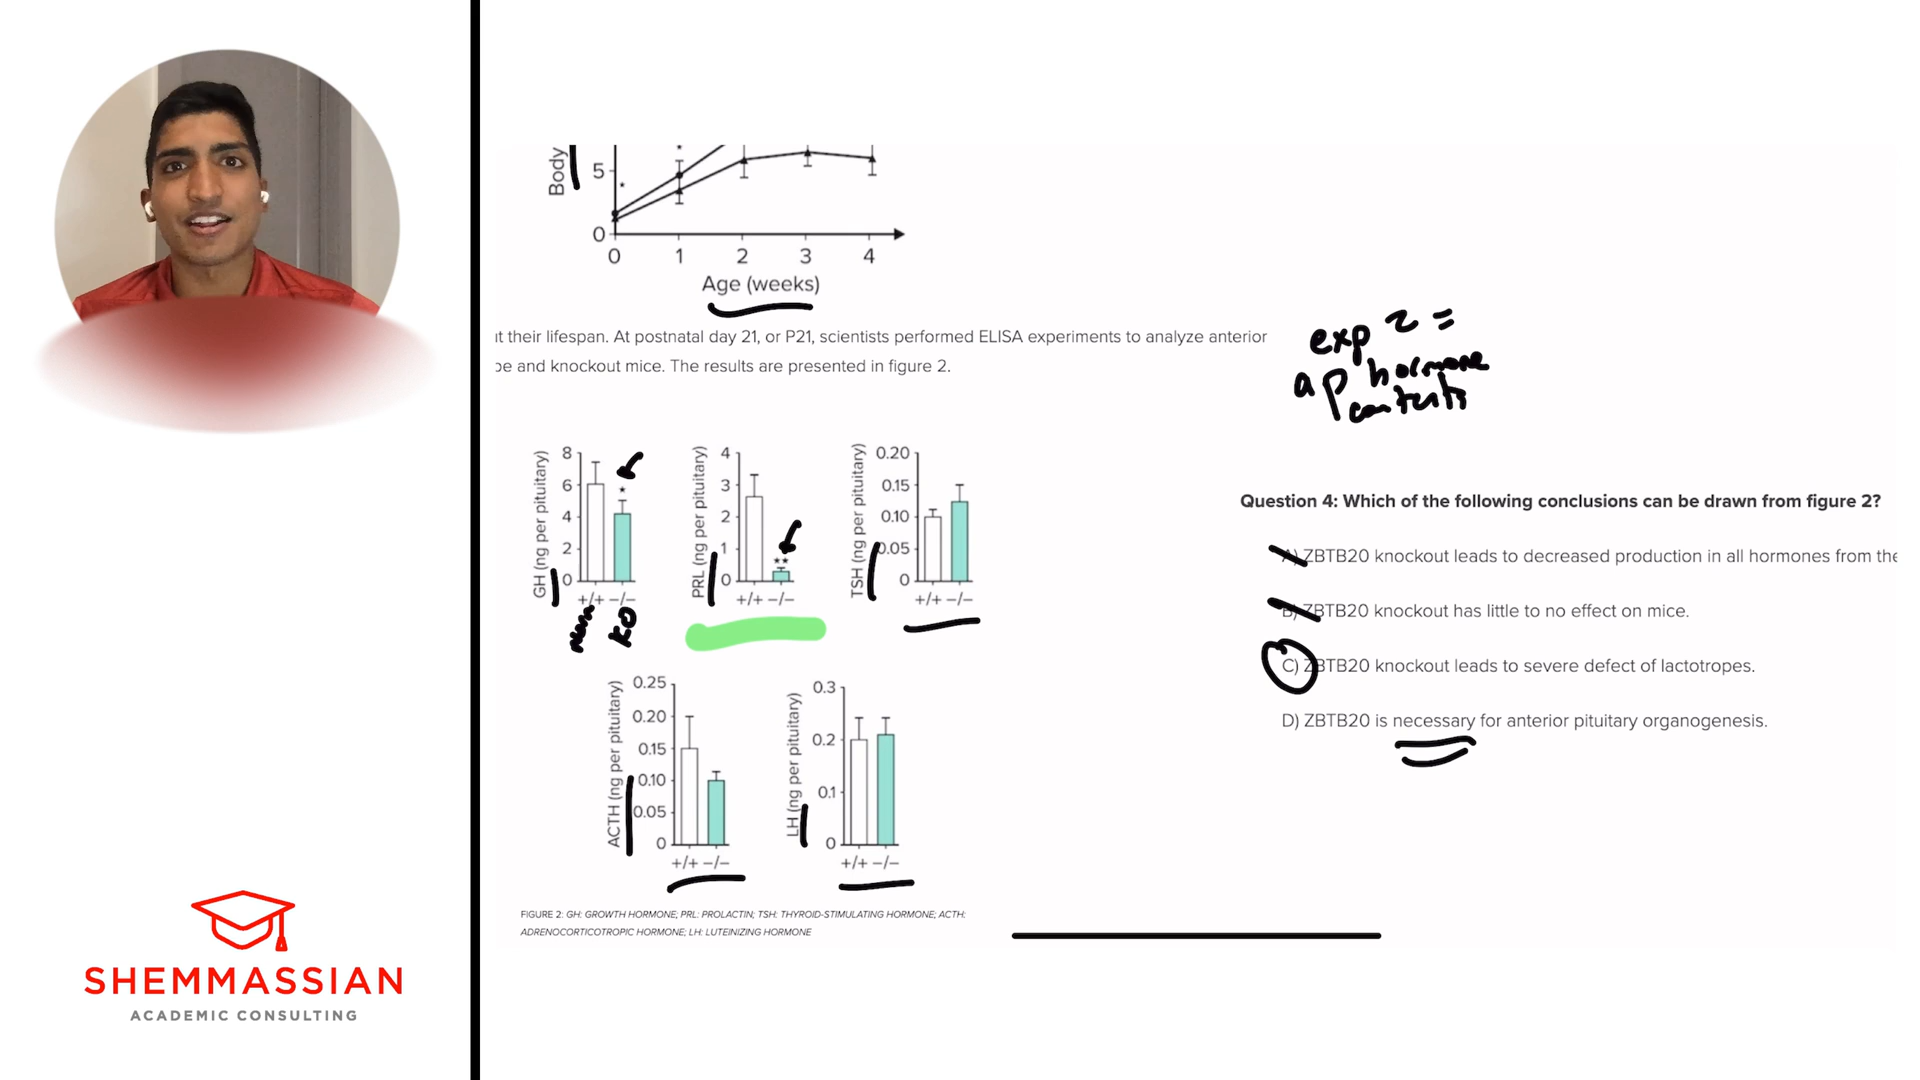 Body
5
0
0 1 2 3 4
Age (weeks)
ut their lifespan. At postnatal day 21, or P21, scientists performed ELISA experiments to analyze anterior
pe and knockout mice. The results are presented in figure 2.
exp 2 =
ap hormone
contents
GH (ng per pituitary)
8
6
4
2
0
*
+/+ -/-
KO
PRL (ng per pituitary)
4
3
2
1
0
**
+/+ -/-
TSH (ng per pituitary)
0.20
0.15
0.10
0.05
0
+/+ -/-
ACTH (ng per pituitary)
0.25
0.20
0.15
0.10
0.05
0
+/+ -/-
LH (ng per pituitary)
0.3
0.2
0.1
0
+/+ -/-
FIGURE 2: GH: GROWTH HORMONE; PRL: PROLACTIN; TSH: THYROID-STIMULATING HORMONE; ACTH:
ADRENOCORTICOTROPIC HORMONE; LH: LUTEINIZING HORMONE
Question 4: Which of the following conclusions can be drawn from figure 2?
A) ZBTB20 knockout leads to decreased production in all hormones from the
B) ZBTB20 knockout has little to no effect on mice.
C) ZBTB20 knockout leads to severe defect of lactotropes.
D) ZBTB20 is necessary for anterior pituitary organogenesis.
SHEMMASSIAN
ACADEMIC CONSULTING